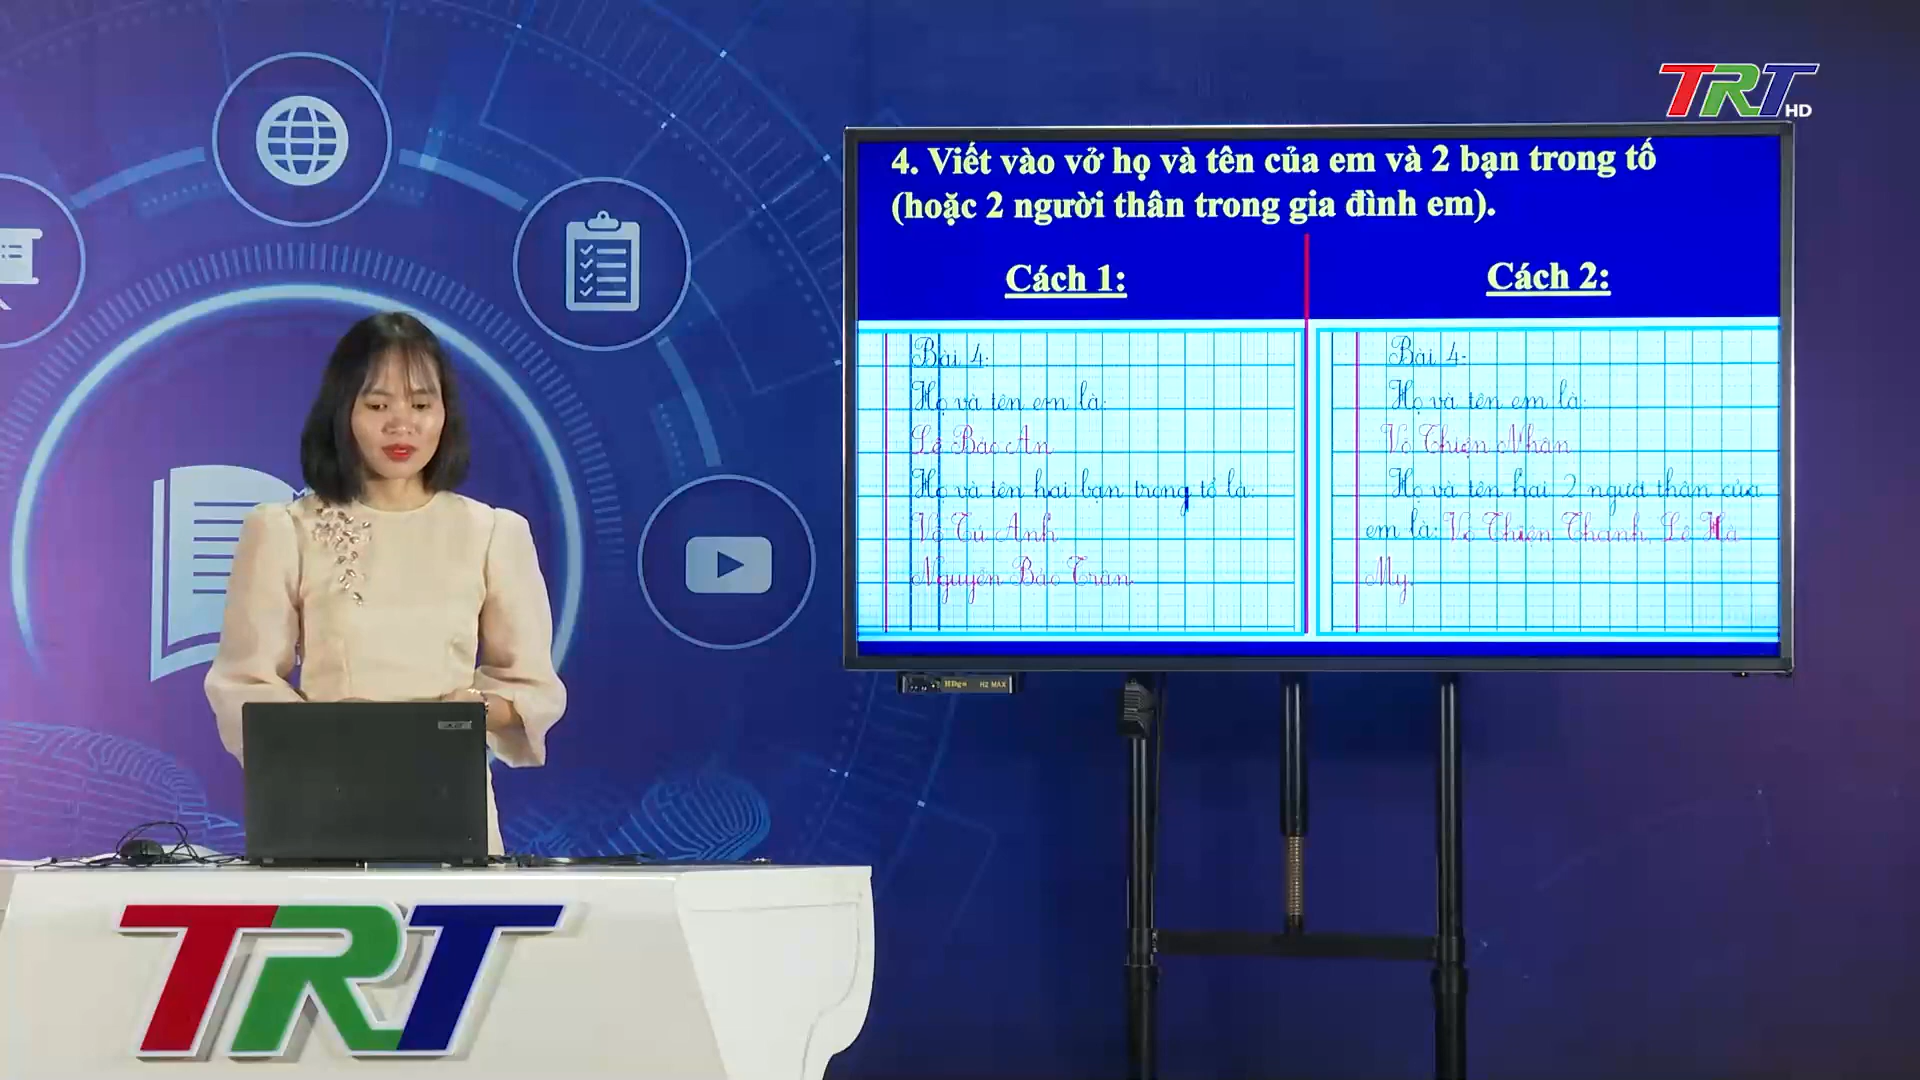 TRT HD
4. Viết vào vở họ và tên của em và 2 bạn trong tổ
(hoặc 2 người thân trong gia đình em).
Cách 1:
Bài 4:
Họ và tên em là:
Lê Bảo An
Họ và tên hai bạn trong tổ là:
Võ Tú Anh
Nguyễn Bảo Trân
Cách 2:
Bài 4:
Họ và tên em là:
Võ Thiện Nhân
Họ và tên hai 2 người thân của
em là: Võ Thiện Thanh, Lê Hà
My.
HDgo H2 MAX
acer
TRT